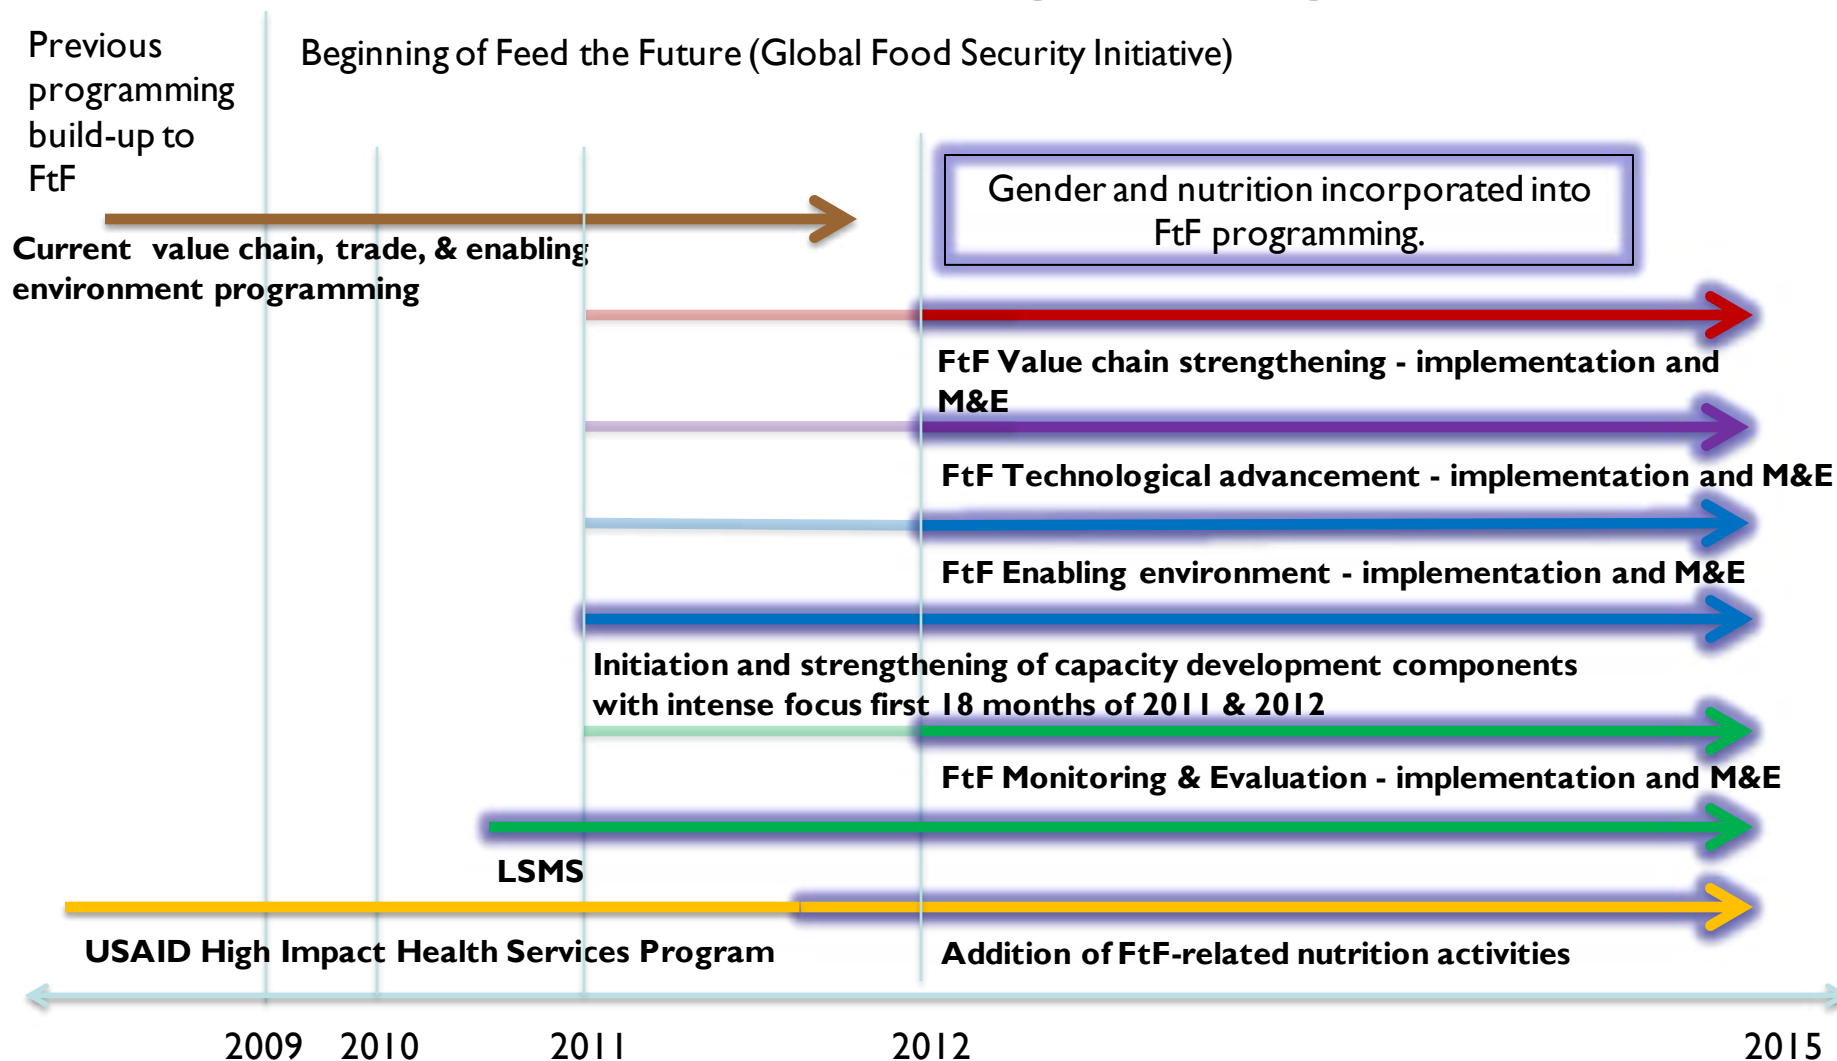 Previous
programming
build-up to
FtF
Beginning of Feed the Future (Global Food Security Initiative)
Gender and nutrition incorporated into
FtF programming.
Current value chain, trade, & enabling
environment programming
FtF Value chain strengthening - implementation and
M&E
FtF Technological advancement - implementation and M&E
FtF Enabling environment - implementation and M&E
Initiation and strengthening of capacity development components
with intense focus first 18 months of 2011 & 2012
FtF Monitoring & Evaluation - implementation and M&E
LSMS
USAID High Impact Health Services Program
Addition of FtF-related nutrition activities
2009
2010
2011
2012
2015